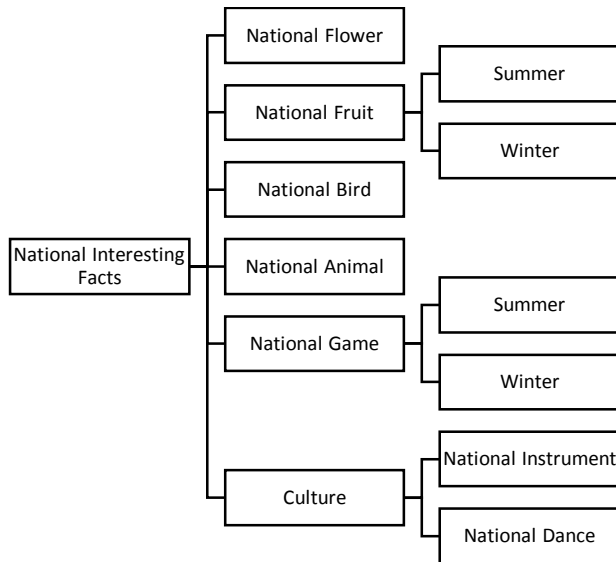 National Flower
National Fruit
Summer
Winter
National Bird
National Interesting
Facts
National Animal
National Game
Summer
Winter
Culture
National Instrument
National Dance